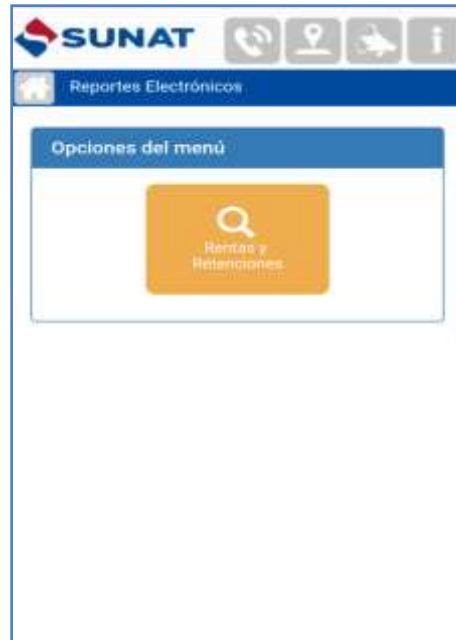 SUNAT
Reportes Electrónicos
Opciones del menú
Rentas y
Retenciones